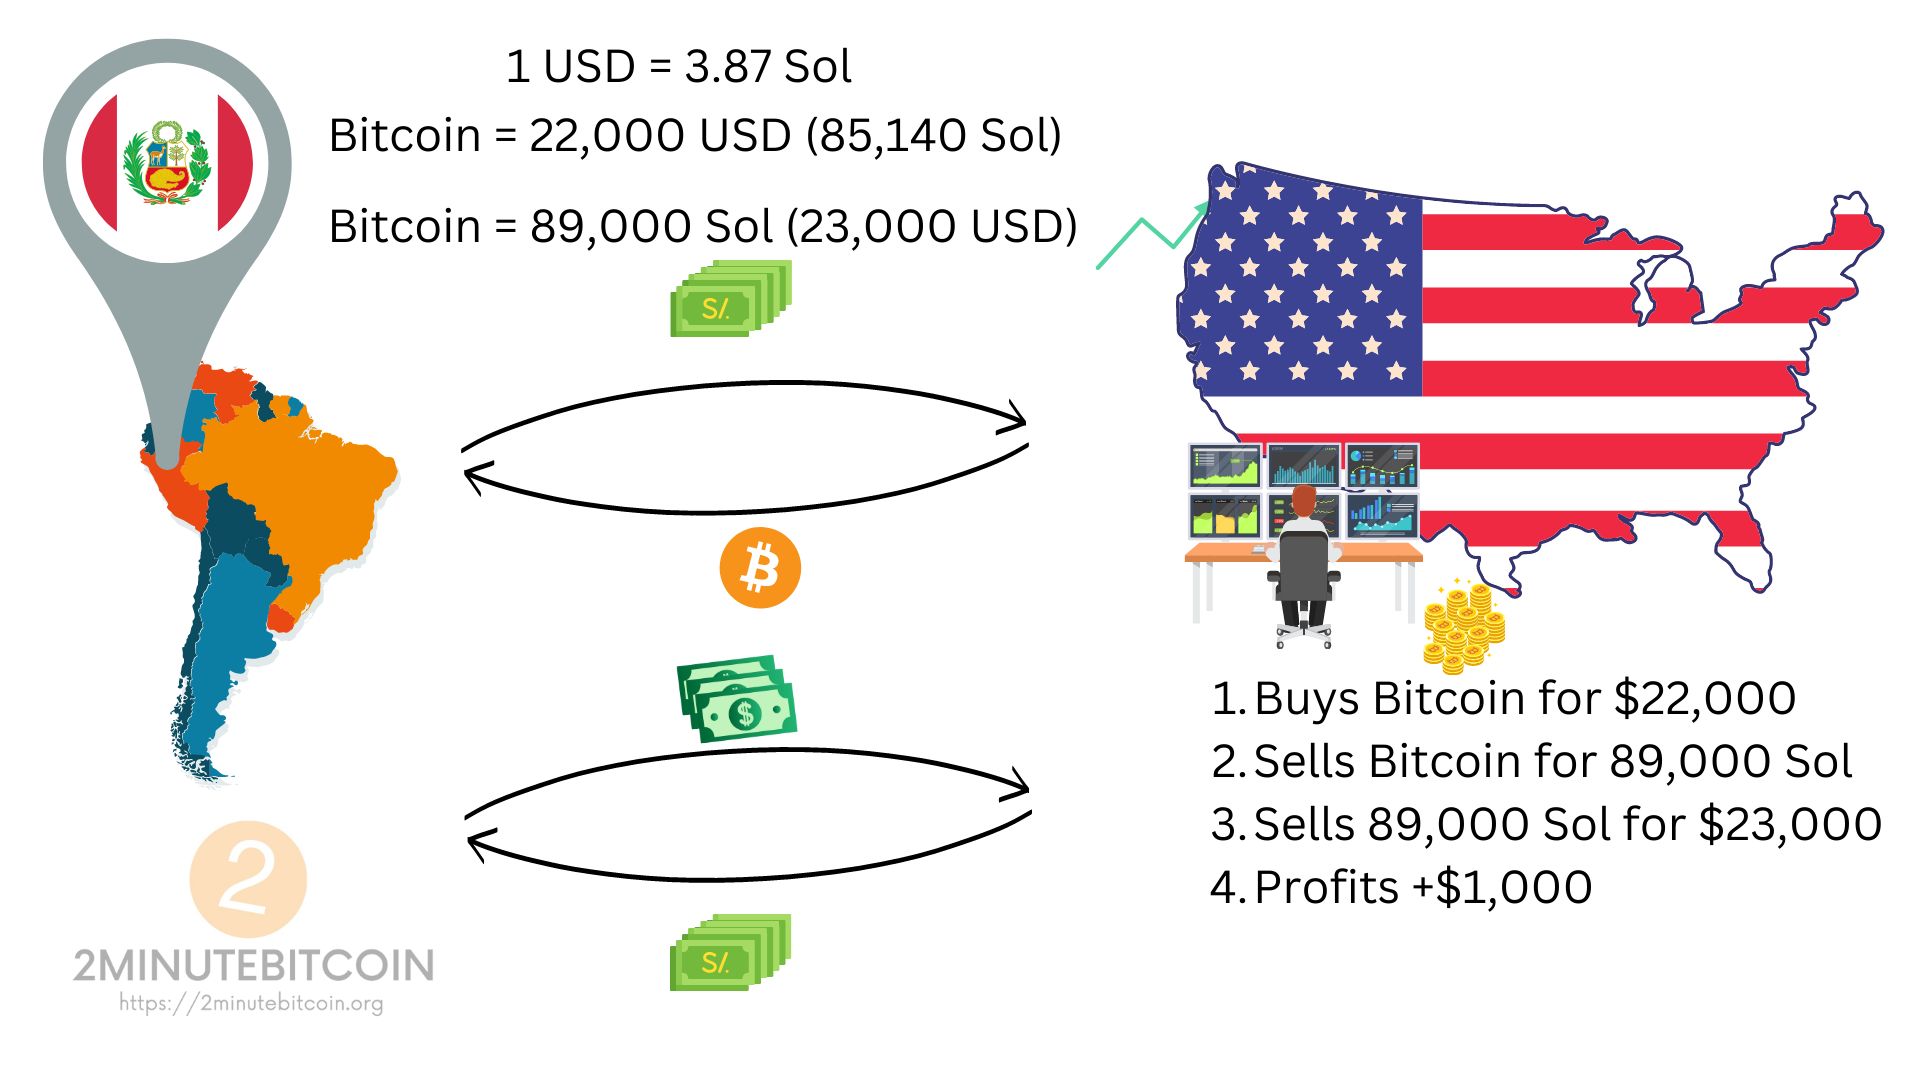 1 USD = 3.87 Sol
Bitcoin = 22,000 USD (85,140 Sol)
Bitcoin = 89,000 Sol (23,000 USD)
S/.
$
1. Buys Bitcoin for $22,000
2. Sells Bitcoin for 89,000 Sol
3. Sells 89,000 Sol for $23,000
4. Profits +$1,000
S/.
2
2MINUTEBITCOIN
https://2minutebitcoin.org